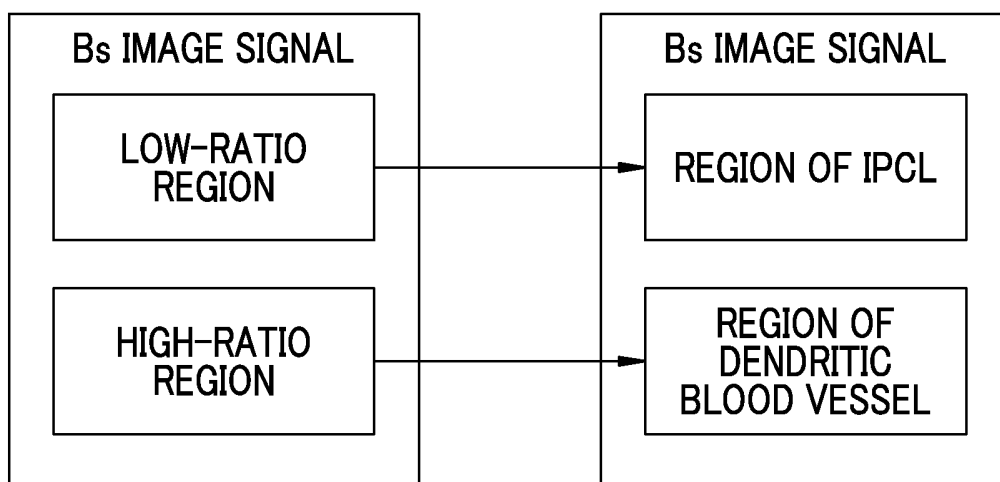 Bs IMAGE SIGNAL
LOW-RATIO
REGION
HIGH-RATIO
REGION
Bs IMAGE SIGNAL
REGION OF IPCL
REGION OF
DENDRITIC
BLOOD VESSEL